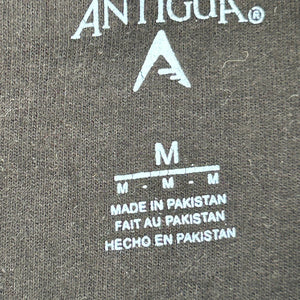 ANTIGUA®
M
M - M - M
MADE IN PAKISTAN
FAIT AU PAKISTAN
HECHO EN PAKISTAN